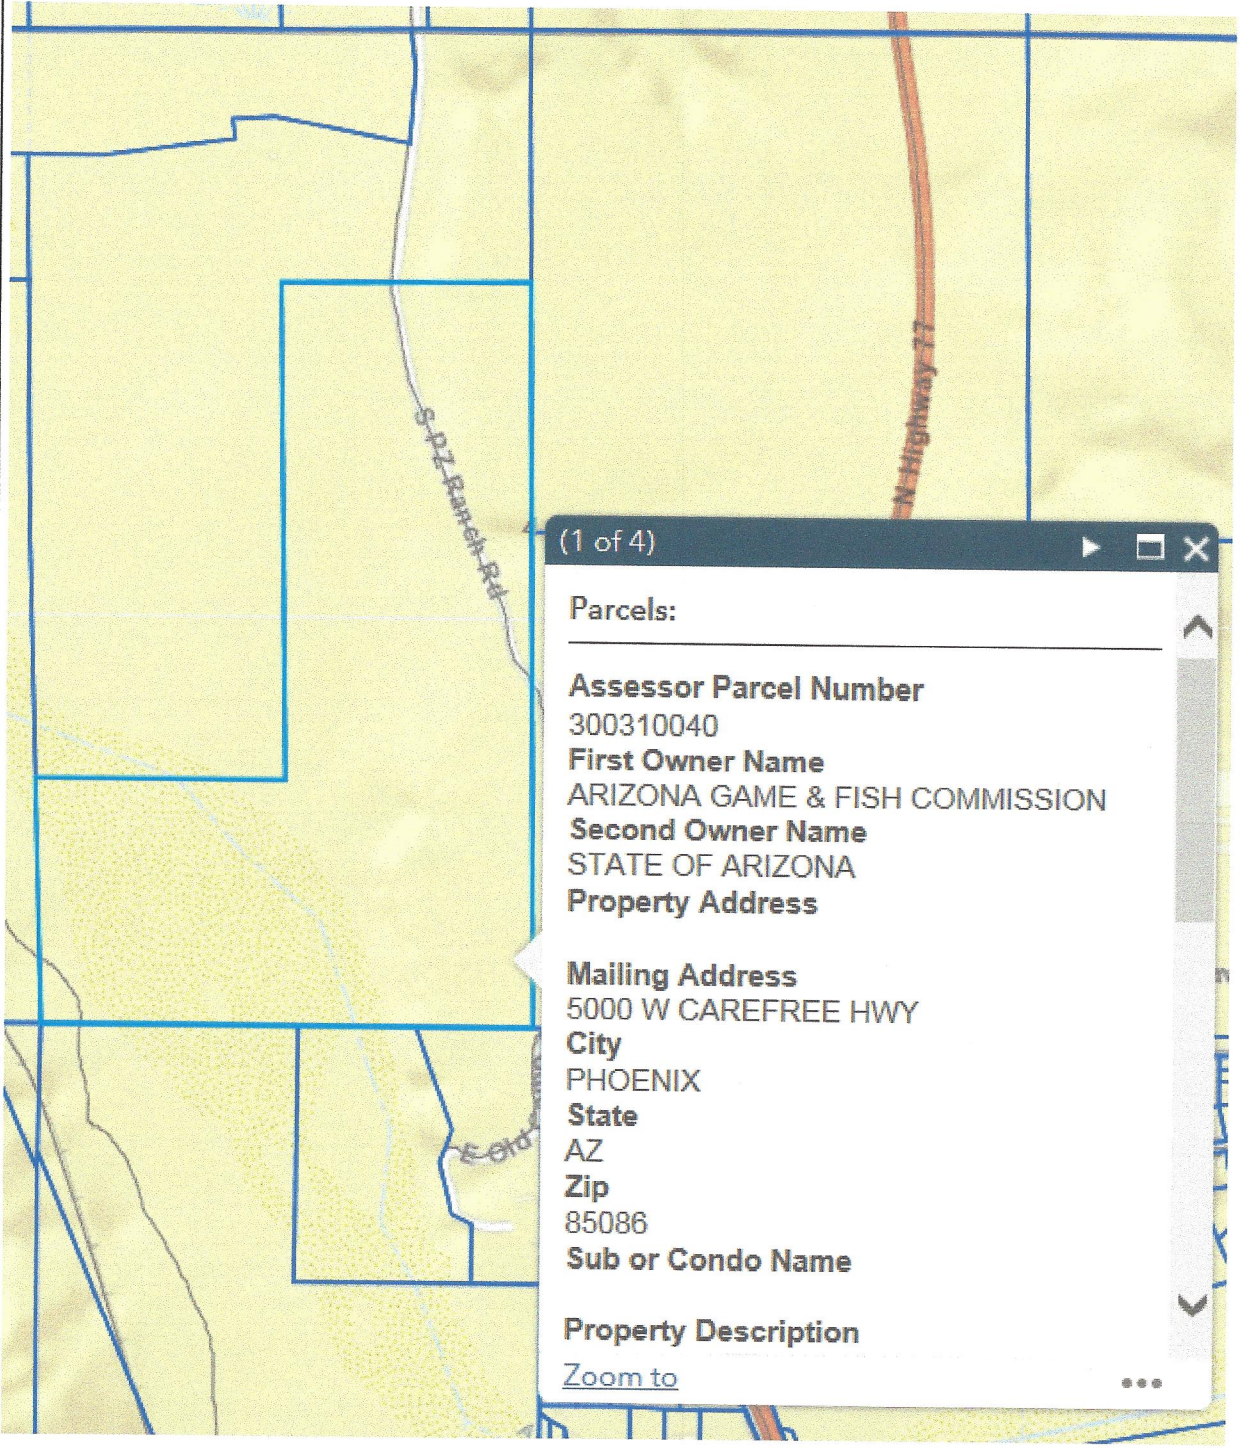 N Highway 77
S PZ Ranch Rd
(1 of 4)
Parcels:
Assessor Parcel Number
300310040
First Owner Name
ARIZONA GAME & FISH COMMISSION
Second Owner Name
STATE OF ARIZONA
Property Address
Mailing Address
5000 W CAREFREE HWY
City
PHOENIX
State
AZ
Zip
85086
Sub or Condo Name
Property Description
Zoom to
E Old